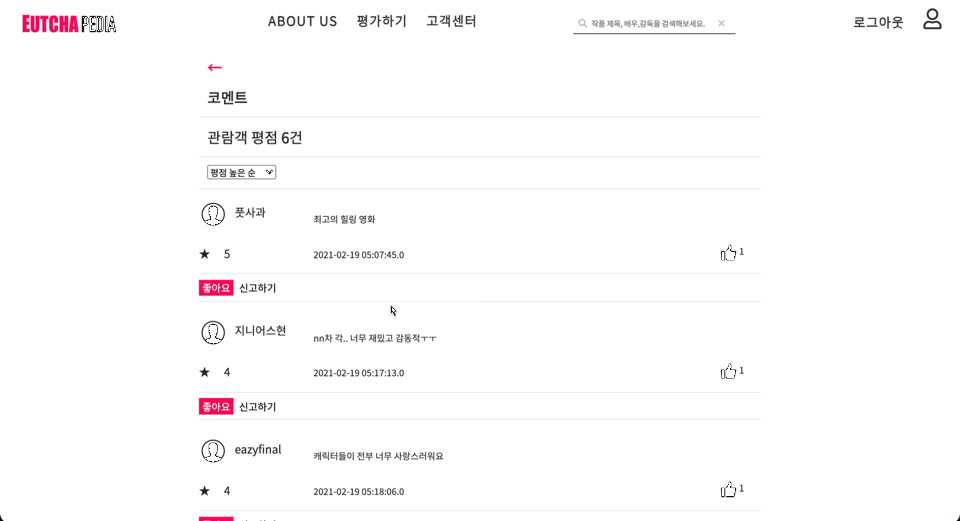 EUTCHA PEDIA ABOUT US 평가하기 고객센터 작품 제목, 배우,감독을 검색해보세요. × 로그아웃
←
코멘트
관람객 평점 6건
평점 높은 순
풋사과 최고의 힐링 영화
★ 5 2021-02-19 05:07:45.0 1
좋아요 신고하기
지니어스현 nn차 각.. 너무 재밌고 감동적ㅜㅜ
★ 4 2021-02-19 05:17:13.0 1
좋아요 신고하기
eazyfinal 캐릭터들이 전부 너무 사랑스러워요
★ 4 2021-02-19 05:18:06.0 1